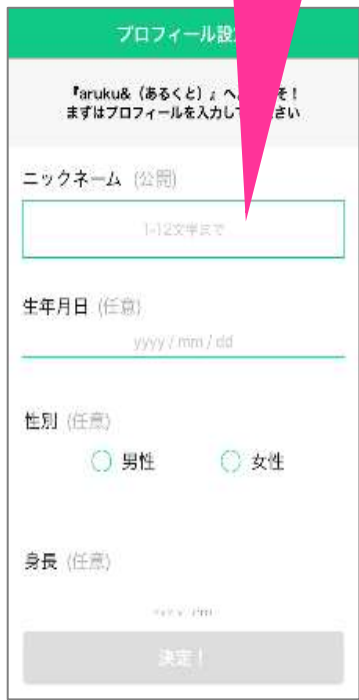 プロフィール設
『aruku&（あるくと）』へ そ！
まずはプロフィールを入力して さい
ニックネーム (公開)
1-12文字まで
生年月日 (任意)
yyyy / mm / dd
性別 (任意)
男性 女性
身長 (任意)
決定！